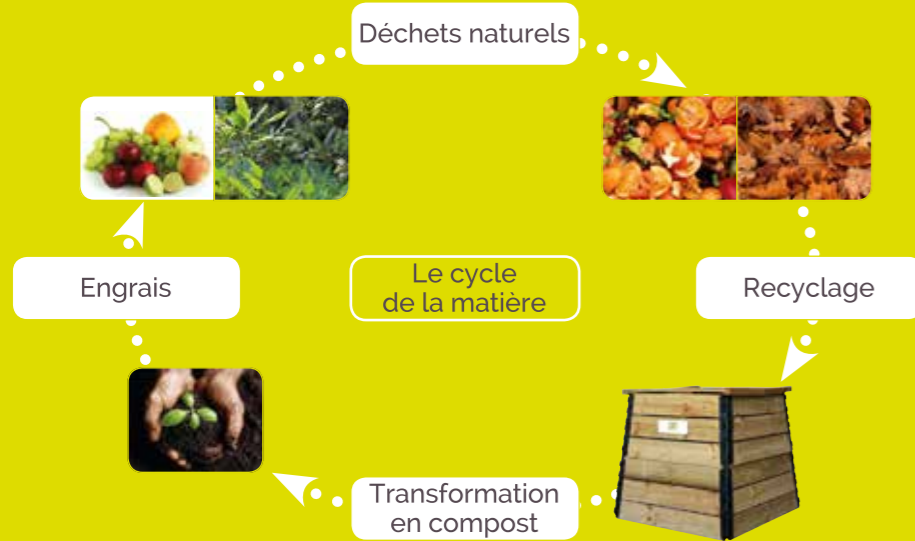 Déchets naturels
Engrais
Le cycle
de la matière
Recyclage
Transformation
en compost